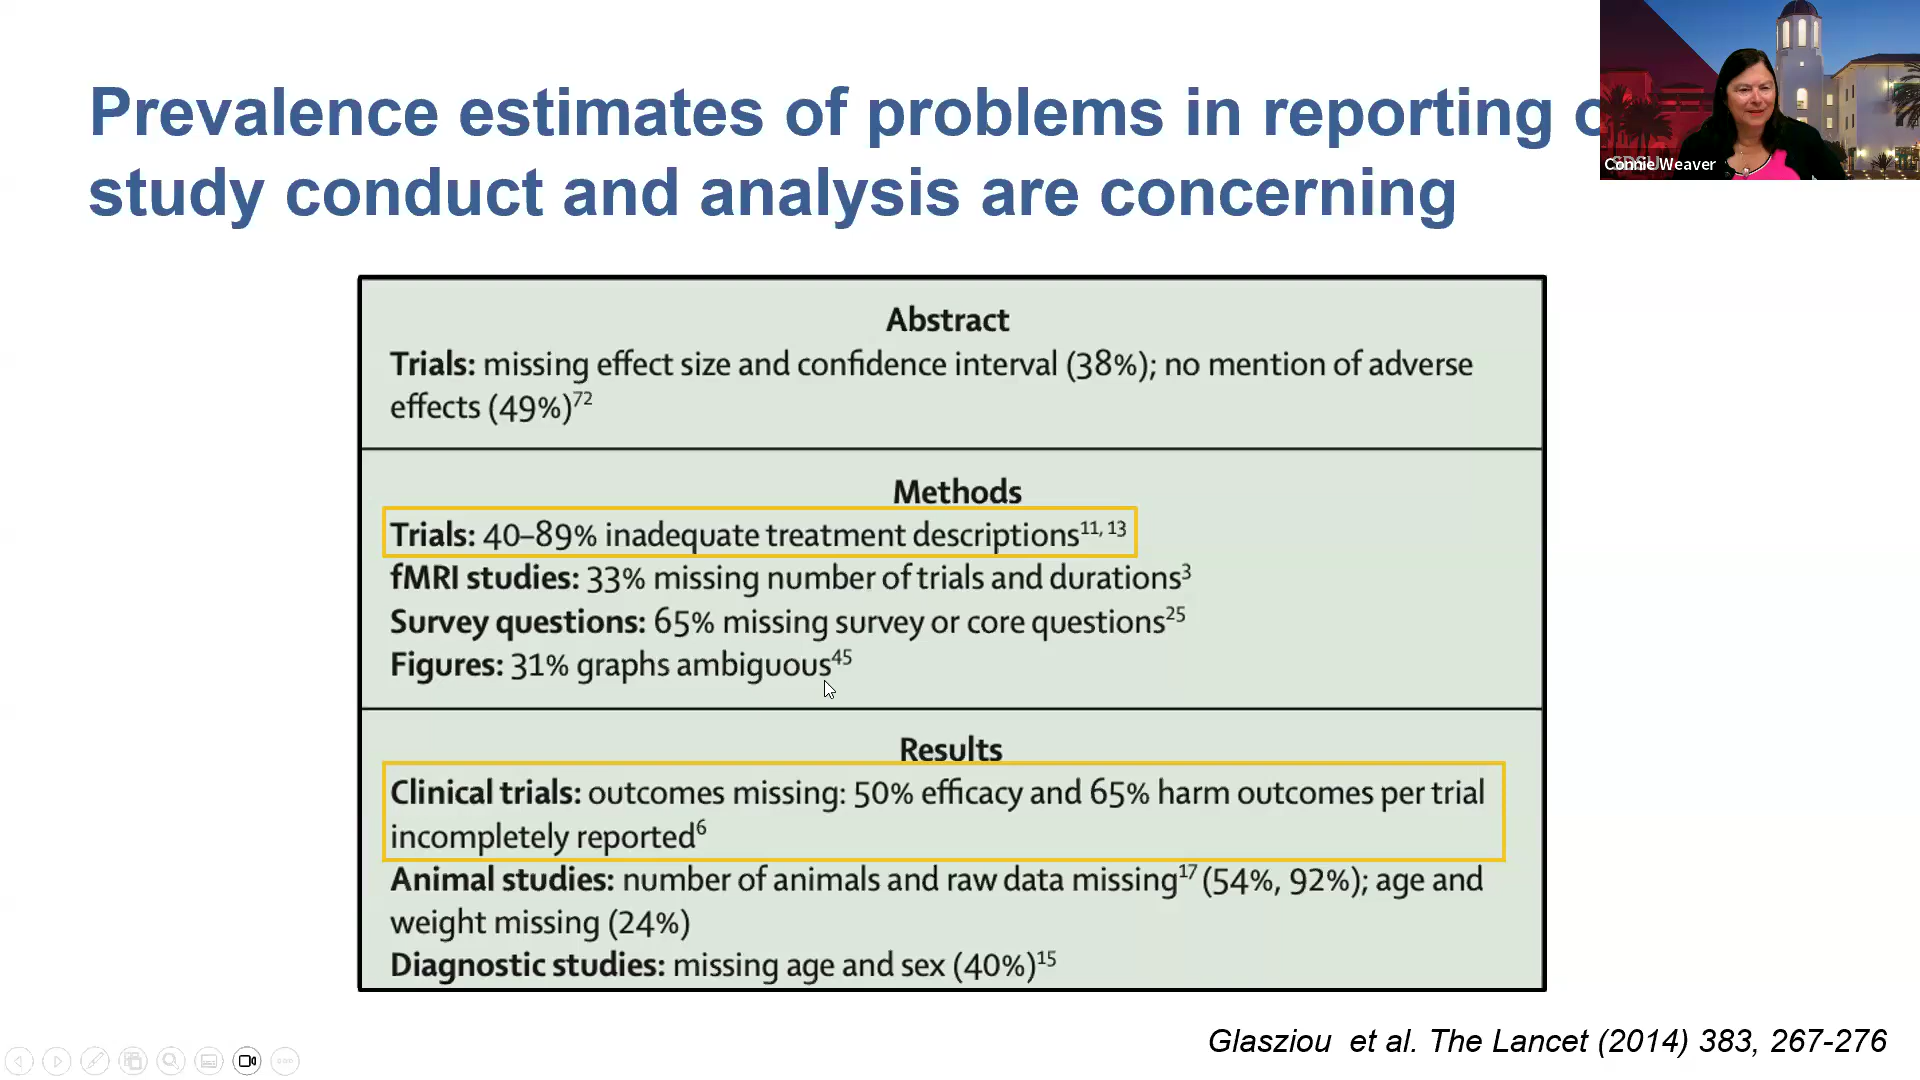 Prevalence estimates of problems in reporting
study conduct and analysis are concerning
Connie Weaver
Abstract
Trials: missing effect size and confidence interval (38%); no mention of adverse
effects (49%)72
Methods
Trials: 40–89% inadequate treatment descriptions11, 13
fMRI studies: 33% missing number of trials and durations3
Survey questions: 65% missing survey or core questions25
Figures: 31% graphs ambiguous45
Results
Clinical trials: outcomes missing: 50% efficacy and 65% harm outcomes per trial
incompletely reported6
Animal studies: number of animals and raw data missing17 (54%, 92%); age and
weight missing (24%)
Diagnostic studies: missing age and sex (40%)15
Glasziou et al. The Lancet (2014) 383, 267-276